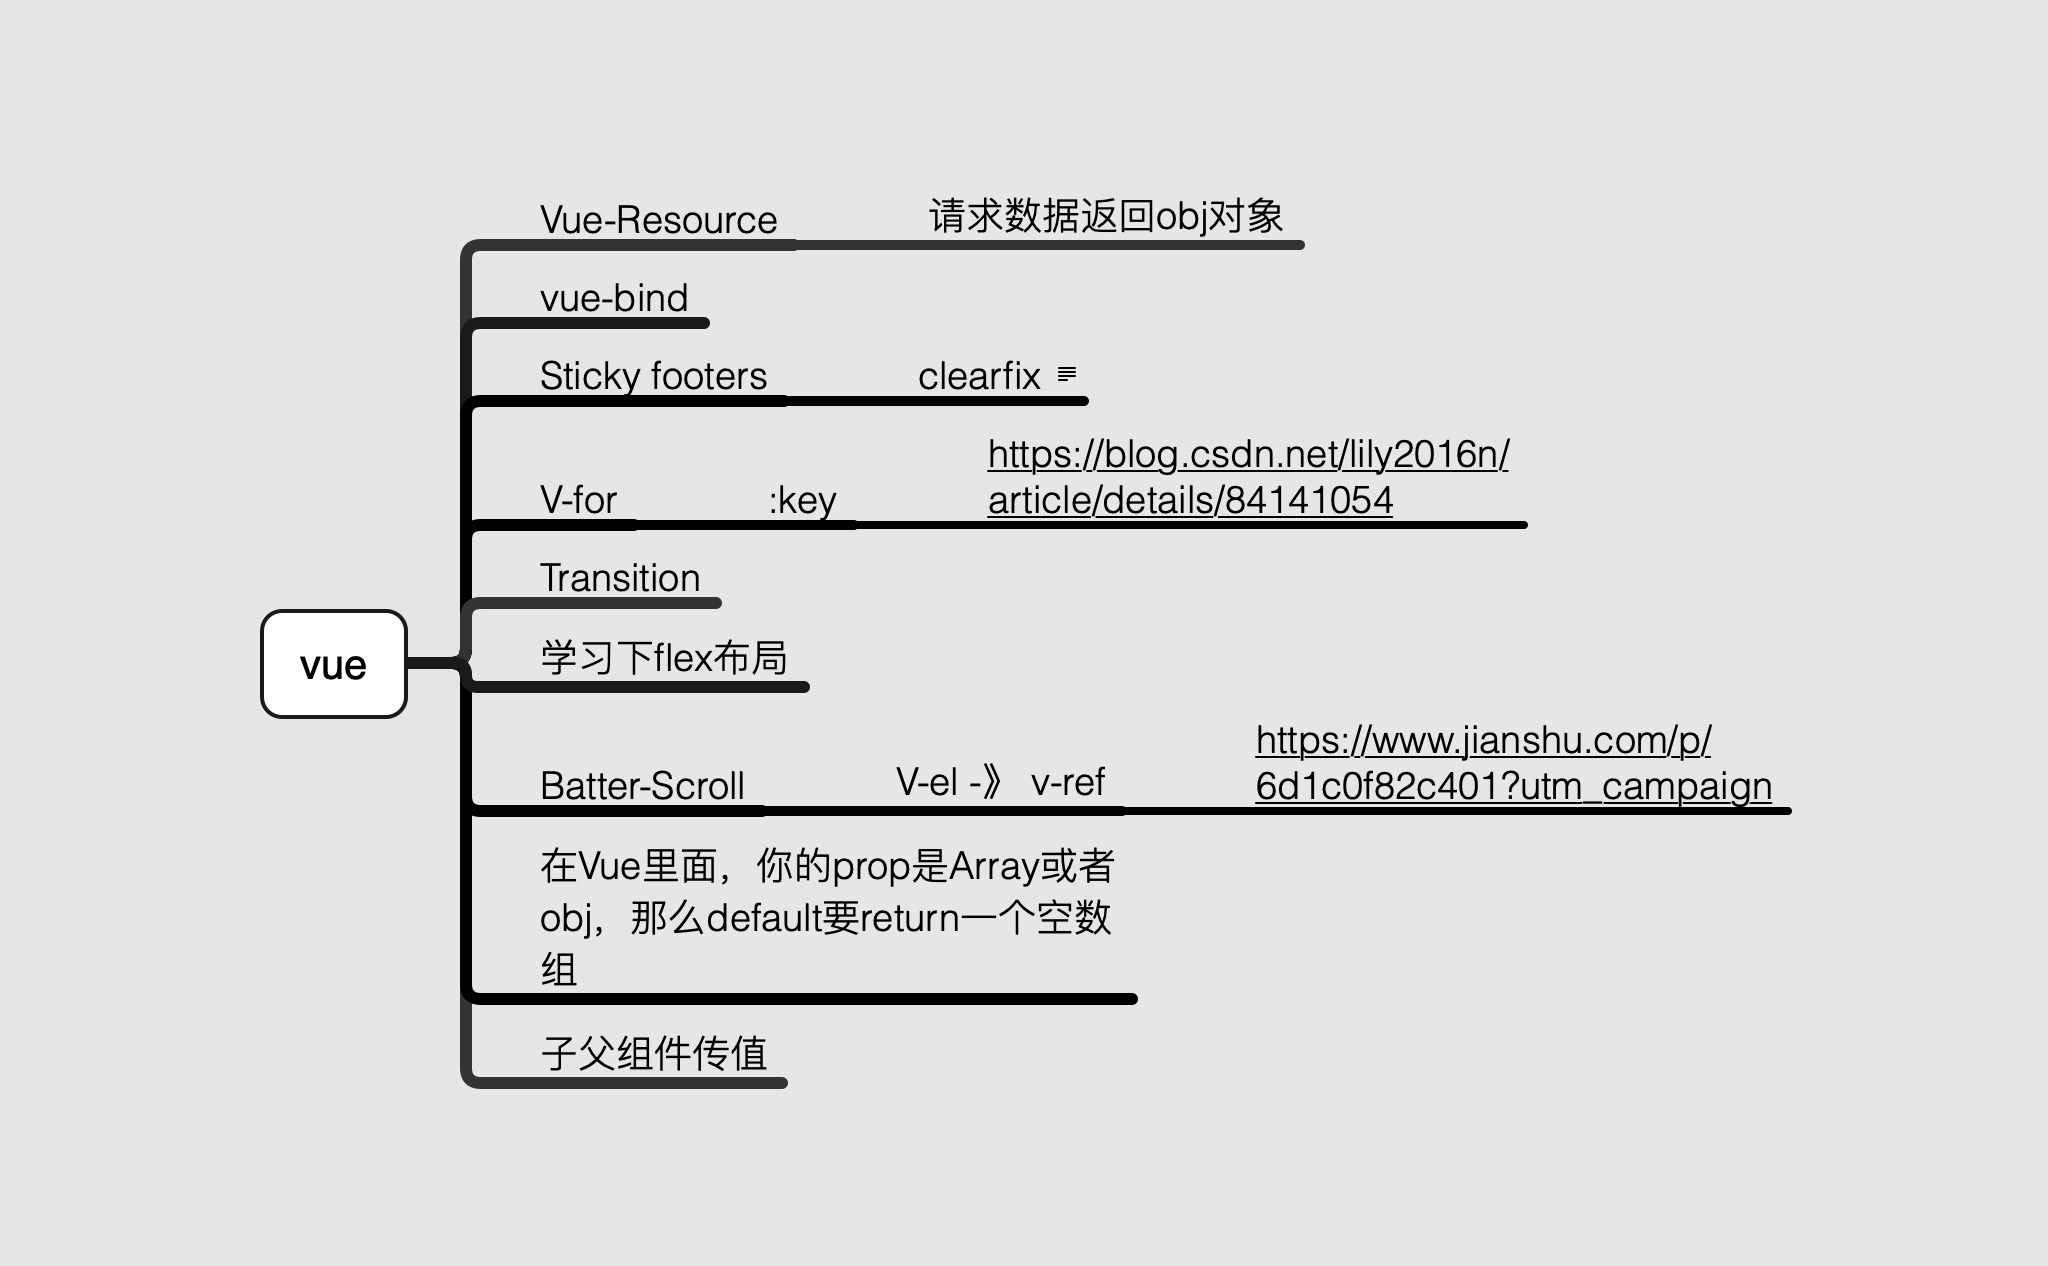 Vue-Resource
请求数据返回obj对象
vue-bind
Sticky footers
clearfix
V-for
:key
https://blog.csdn.net/lily2016n/
article/details/84141054
Transition
vue
学习下flex布局
Batter-Scroll
V-el -》 v-ref
https://www.jianshu.com/p/
6d1c0f82c401?utm_campaign
在Vue里面，你的prop是Array或者
obj，那么default要return一个空数
组
子父组件传值